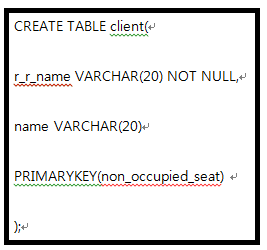 CREATE TABLE client(
r_r_name VARCHAR(20) NOT NULL,
name VARCHAR(20)
PRIMARYKEY(non_occupied_seat)
);